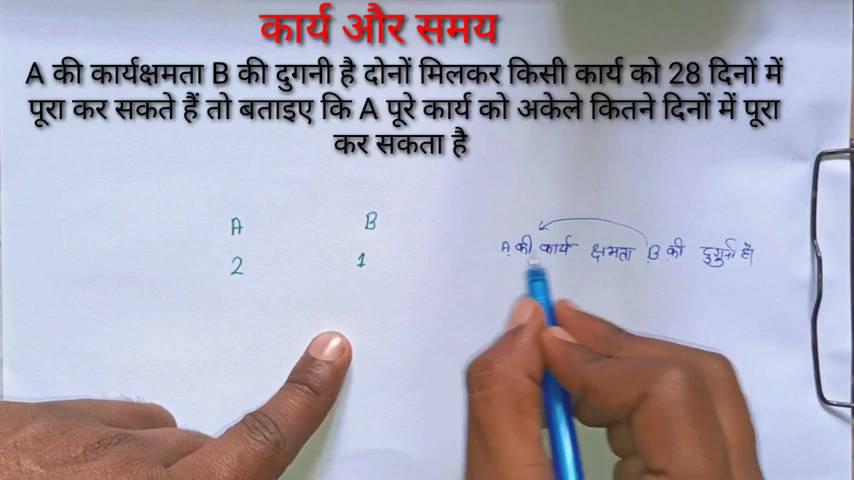 कार्य और समय
A की कार्यक्षमता B की दुगनी है दोनों मिलकर किसी कार्य को 28 दिनों में
पूरा कर सकते हैं तो बताइए कि A पूरे कार्य को अकेले कितने दिनों में पूरा
कर सकता है
A B
2 1
A की कार्य क्षमता B की दुगुनी है।